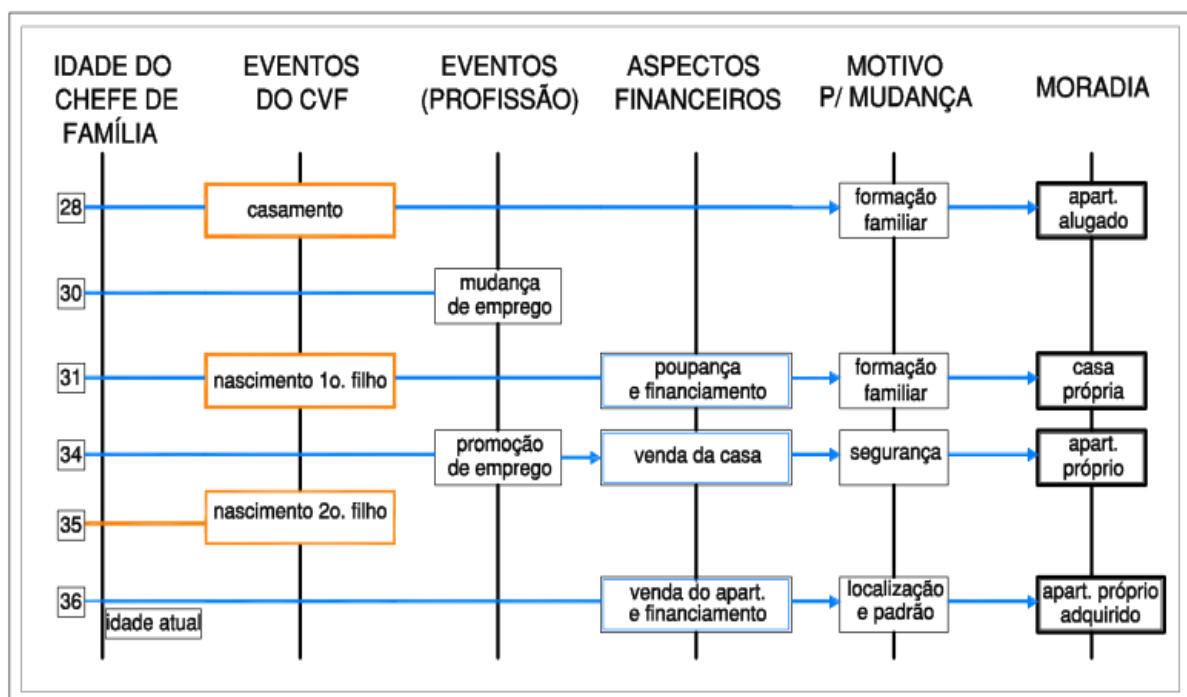 IDADE DO
CHEFE DE
FAMÍLIA
EVENTOS
DO CVF
EVENTOS
(PROFISSÃO)
ASPECTOS
FINANCEIROS
MOTIVO
P/ MUDANÇA
MORADIA
28
casamento
formação
familiar
apart.
alugado
30
mudança
de emprego
31
nascimento 1o. filho
poupança
e financiamento
formação
familiar
casa
própria
34
promoção
de emprego
venda da casa
segurança
apart.
próprio
35
nascimento 2o. filho
36
idade atual
venda do apart.
e financiamento
localização
e padrão
apart. próprio
adquirido